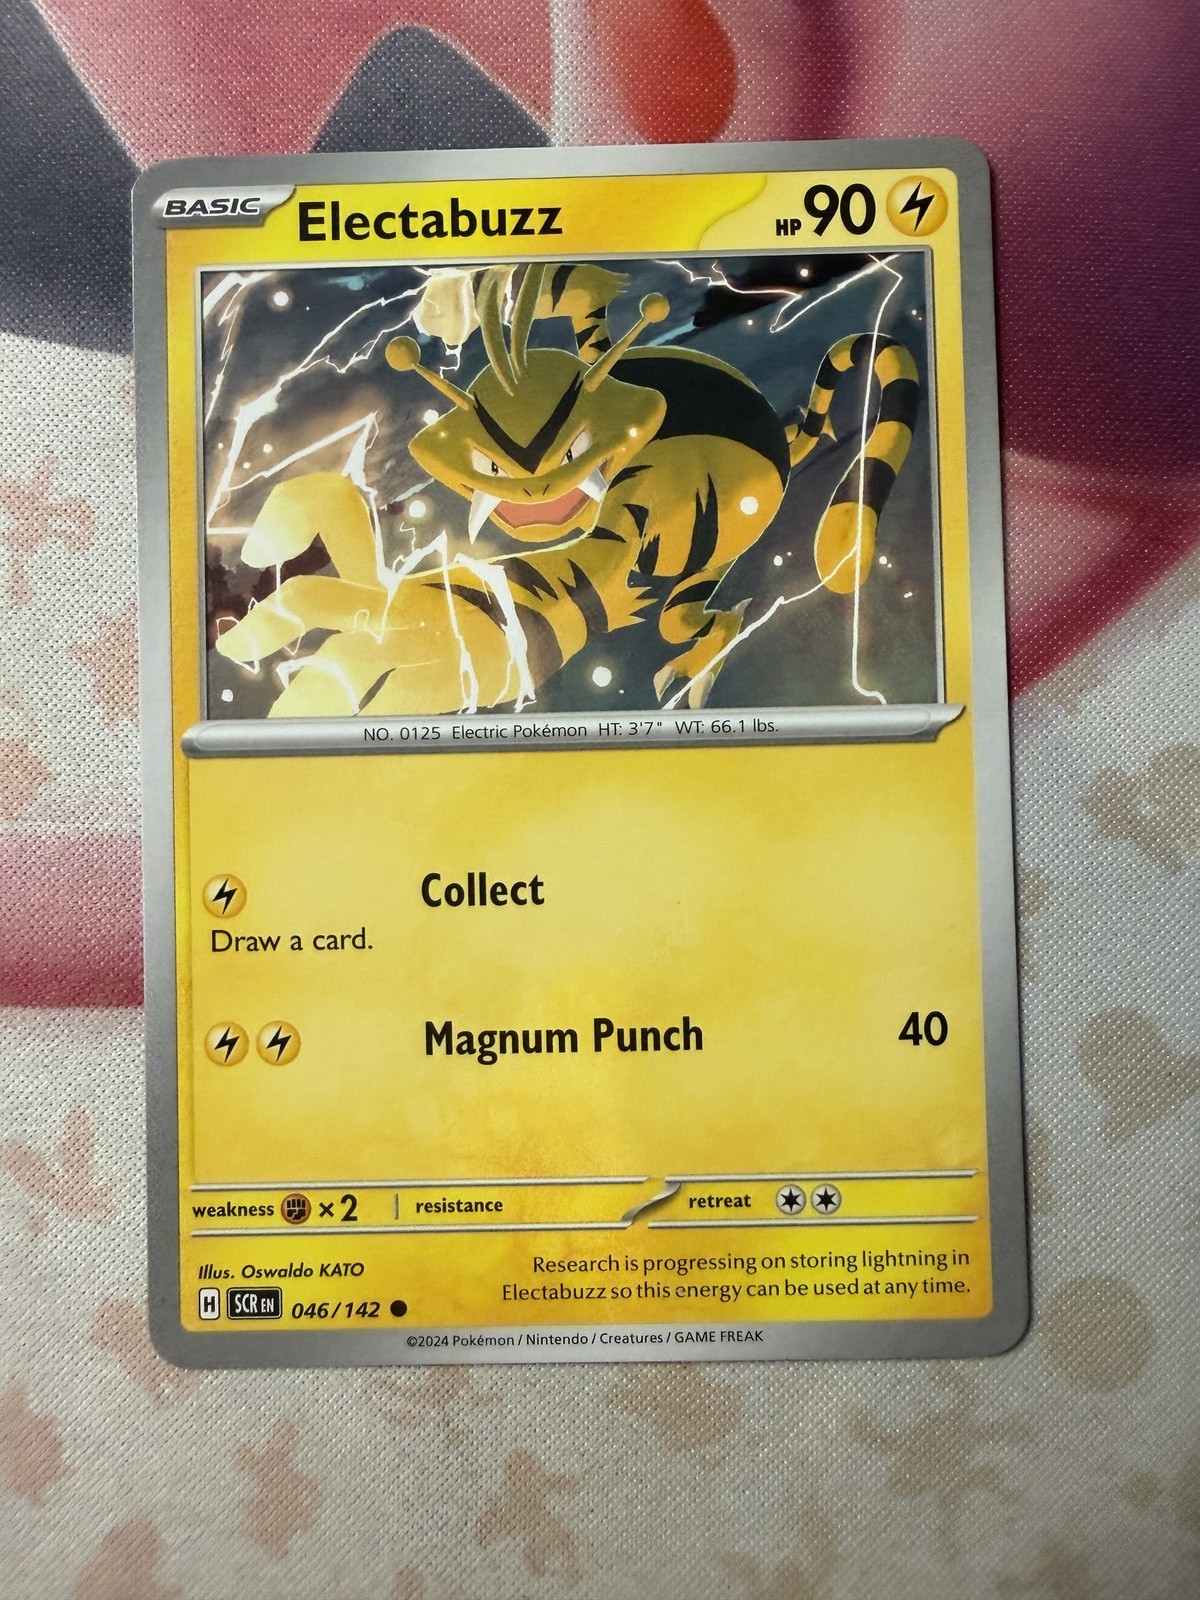 BASIC Electabuzz HP 90
NO. 0125 Electric Pokémon HT: 3'7" WT: 66.1 lbs.
Collect
Draw a card.
Magnum Punch 40
weakness ×2 resistance retreat
Illus. Oswaldo KATO
Research is progressing on storing lightning in
Electabuzz so this energy can be used at any time.
H SCR EN 046/142
©2024 Pokémon / Nintendo / Creatures / GAME FREAK